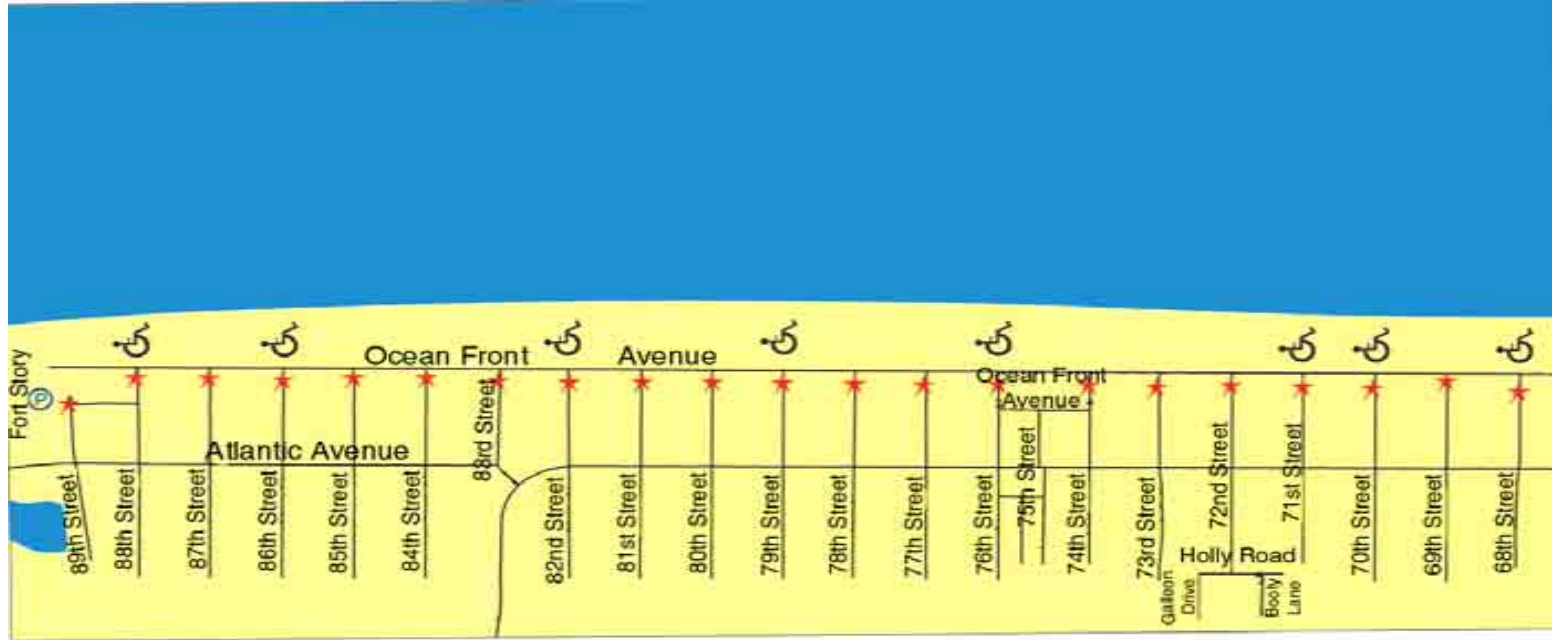 Ocean Front Avenue
Ocean Front
Avenue
Fort Story
P
Atlantic Avenue
89th Street
88th Street
87th Street
86th Street
85th Street
84th Street
88rd Street
82nd Street
81st Street
80th Street
79th Street
78th Street
77th Street
76th Street
75th Street
74th Street
73rd Street
72nd Street
71st Street
70th Street
69th Street
68th Street
Holly Road
Galleon
Drive
Booty
Lane